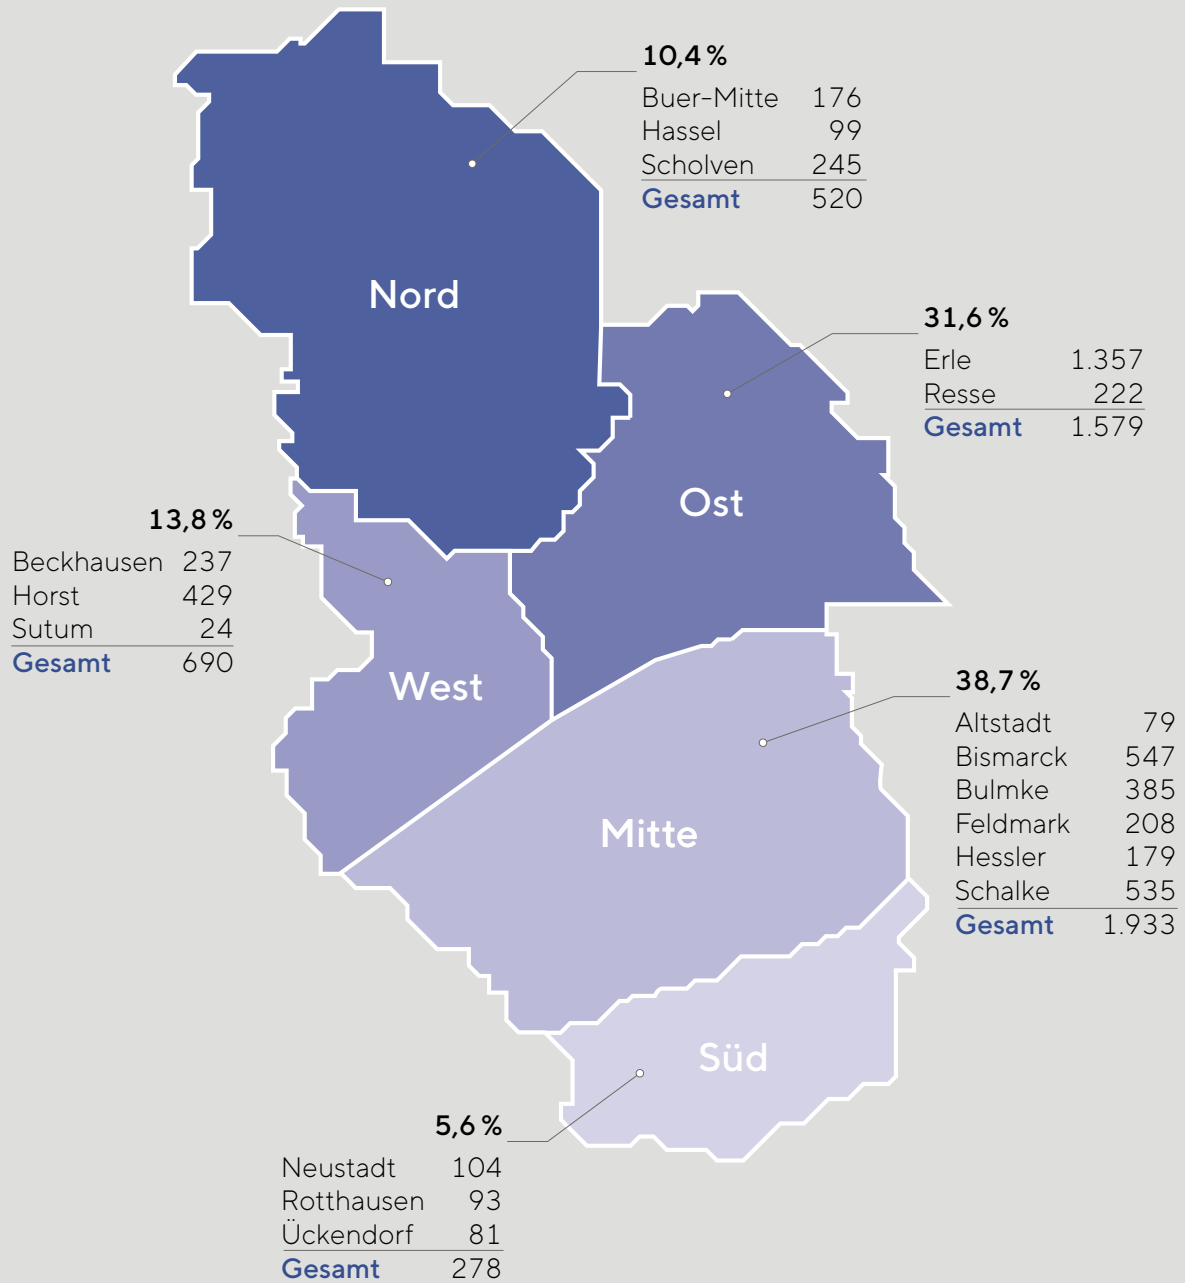 10,4 %
Buer-Mitte 176
Hassel 99
Scholven 245
Gesamt 520
Nord
31,6 %
Erle 1.357
Resse 222
Gesamt 1.579
Ost
13,8 %
Beckhausen 237
Horst 429
Sutum 24
Gesamt 690
West
38,7 %
Altstadt 79
Bismarck 547
Bulmke 385
Feldmark 208
Hessler 179
Schalke 535
Gesamt 1.933
Mitte
Süd
5,6 %
Neustadt 104
Rotthausen 93
Ückendorf 81
Gesamt 278